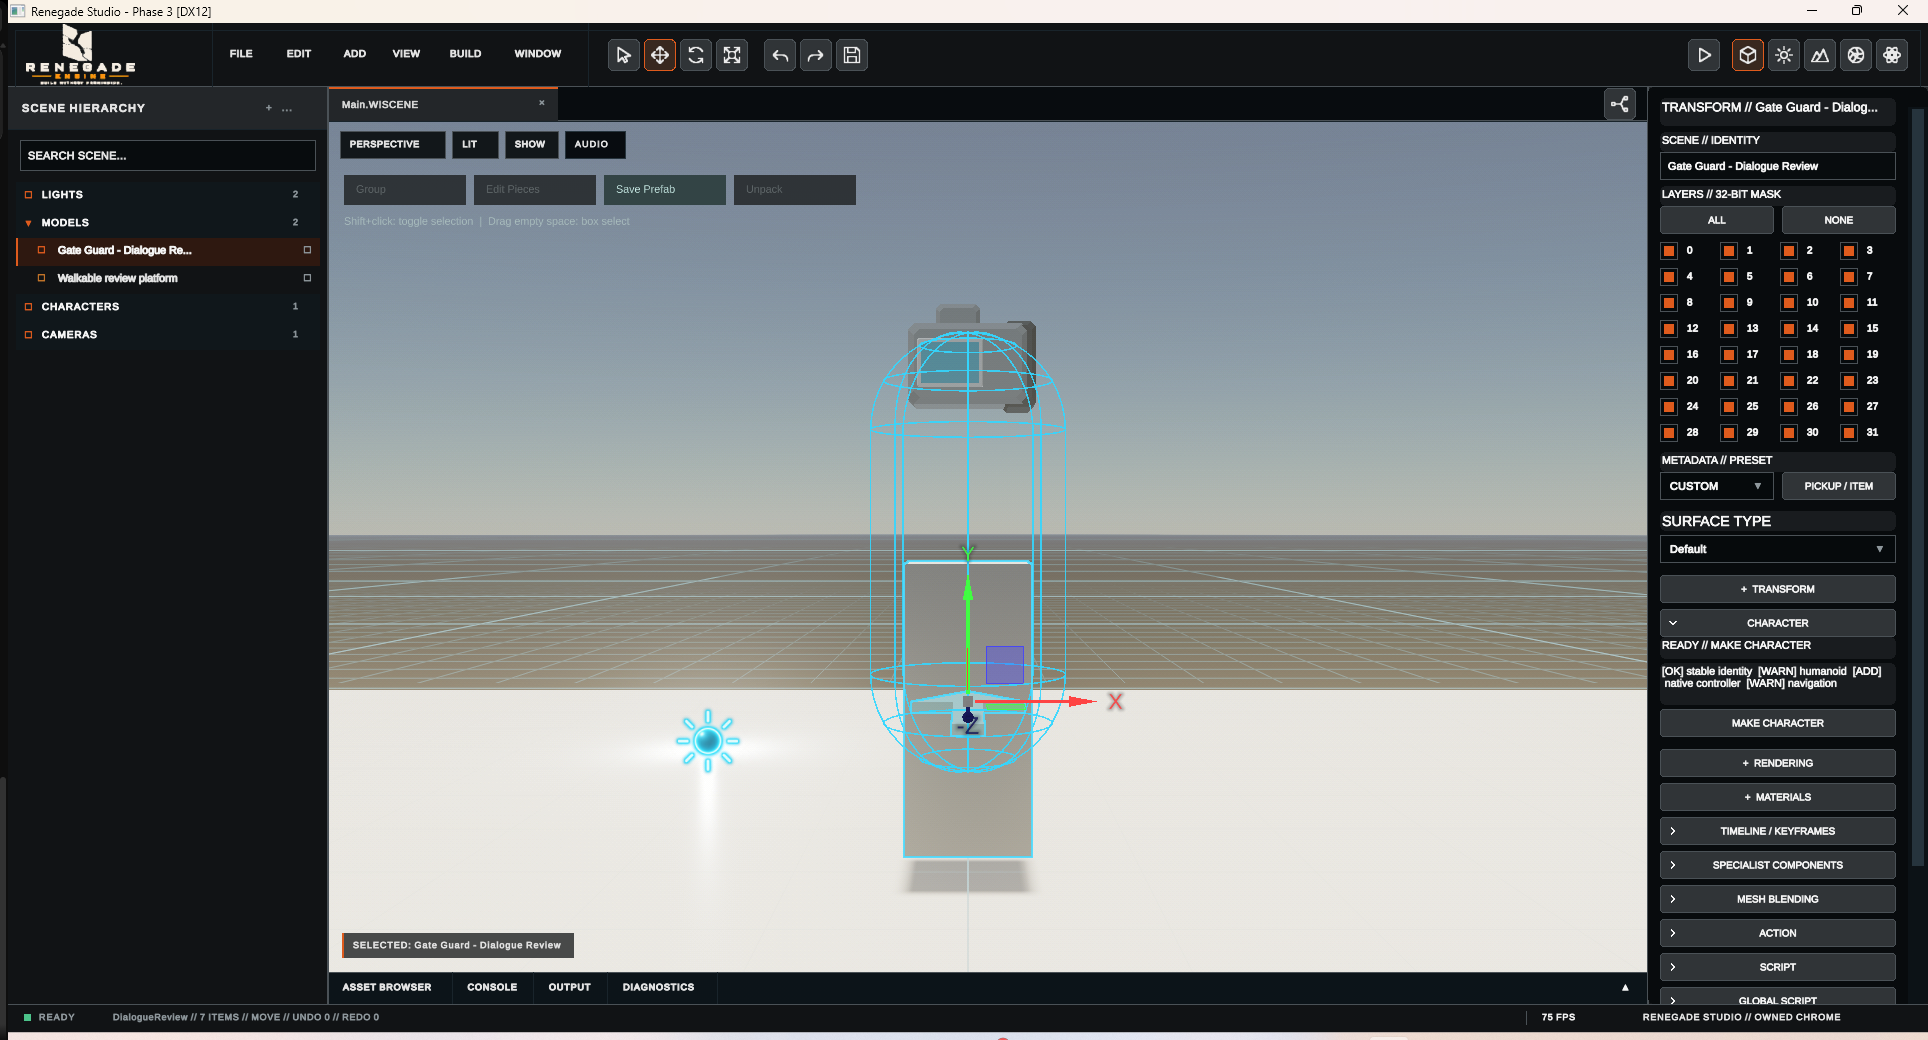 Renegade Studio - Phase 3 [DX12]
RENEGADE
ENGINE
BUILD WITHOUT PERMISSION.
FILE EDIT ADD VIEW BUILD WINDOW
SCENE HIERARCHY + ...
SEARCH SCENE...
LIGHTS 2
MODELS 2
Gate Guard - Dialogue Re...
Walkable review platform
CHARACTERS 1
CAMERAS 1
Main.WISCENE ×
PERSPECTIVE LIT SHOW AUDIO
Group Edit Pieces Save Prefab Unpack
Shift+click: toggle selection | Drag empty space: box select
Y
X
-Z
SELECTED: Gate Guard - Dialogue Review
ASSET BROWSER CONSOLE OUTPUT DIAGNOSTICS
TRANSFORM // Gate Guard - Dialog...
SCENE // IDENTITY
Gate Guard - Dialogue Review
LAYERS // 32-BIT MASK
ALL NONE
0 1 2 3
4 5 6 7
8 9 10 11
12 13 14 15
16 17 18 19
20 21 22 23
24 25 26 27
28 29 30 31
METADATA // PRESET
CUSTOM PICKUP / ITEM
SURFACE TYPE
Default
+ TRANSFORM
CHARACTER
READY // MAKE CHARACTER
[OK] stable identity [WARN] humanoid [ADD]
native controller [WARN] navigation
MAKE CHARACTER
+ RENDERING
+ MATERIALS
TIMELINE / KEYFRAMES
SPECIALIST COMPONENTS
MESH BLENDING
ACTION
SCRIPT
GLOBAL SCRIPT
READY DialogueReview // 7 ITEMS // MOVE // UNDO 0 // REDO 0 75 FPS RENEGADE STUDIO // OWNED CHROME